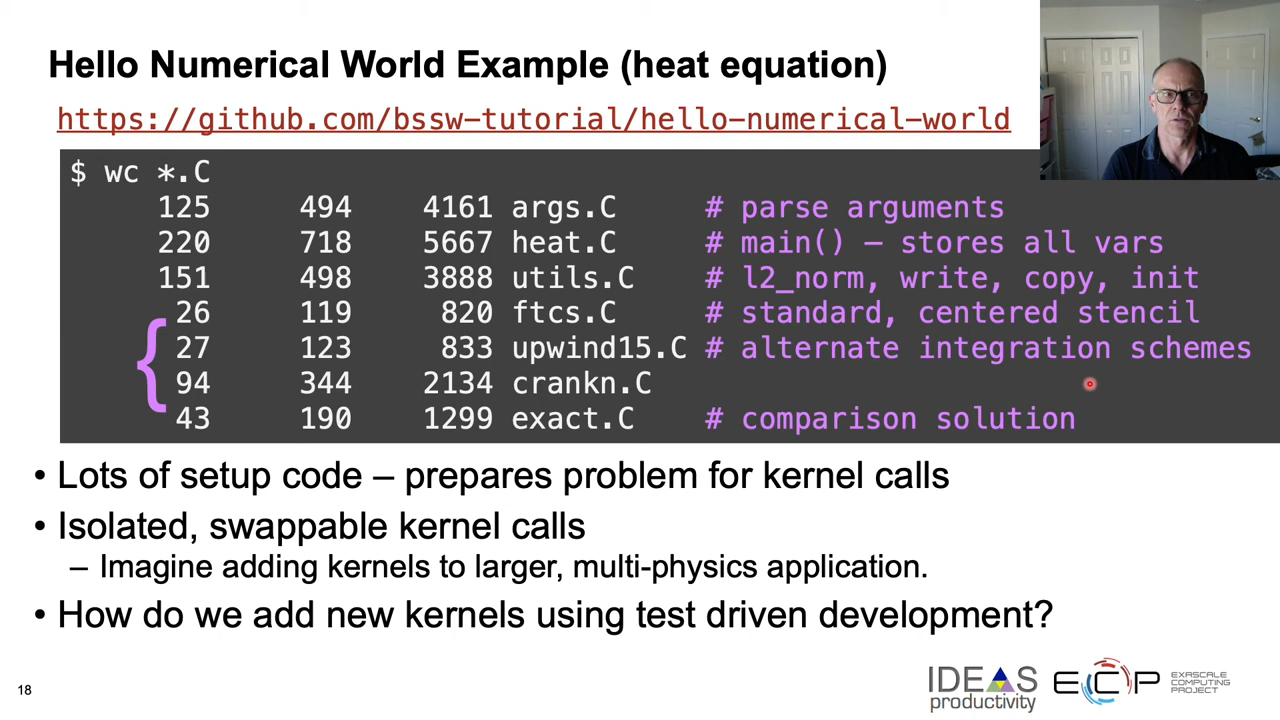 Hello Numerical World Example (heat equation)
https://github.com/bssw-tutorial/hello-numerical-world
$ wc *.C
125 494 4161 args.C # parse arguments
220 718 5667 heat.C # main() – stores all vars
151 498 3888 utils.C # l2_norm, write, copy, init
26 119 820 ftcs.C # standard, centered stencil
27 123 833 upwind15.C # alternate integration schemes
94 344 2134 crankn.C
43 190 1299 exact.C # comparison solution
• Lots of setup code – prepares problem for kernel calls
• Isolated, swappable kernel calls
– Imagine adding kernels to larger, multi-physics application.
• How do we add new kernels using test driven development?
18
IDEAS
productivity
ECP
EXASCALE
COMPUTING
PROJECT